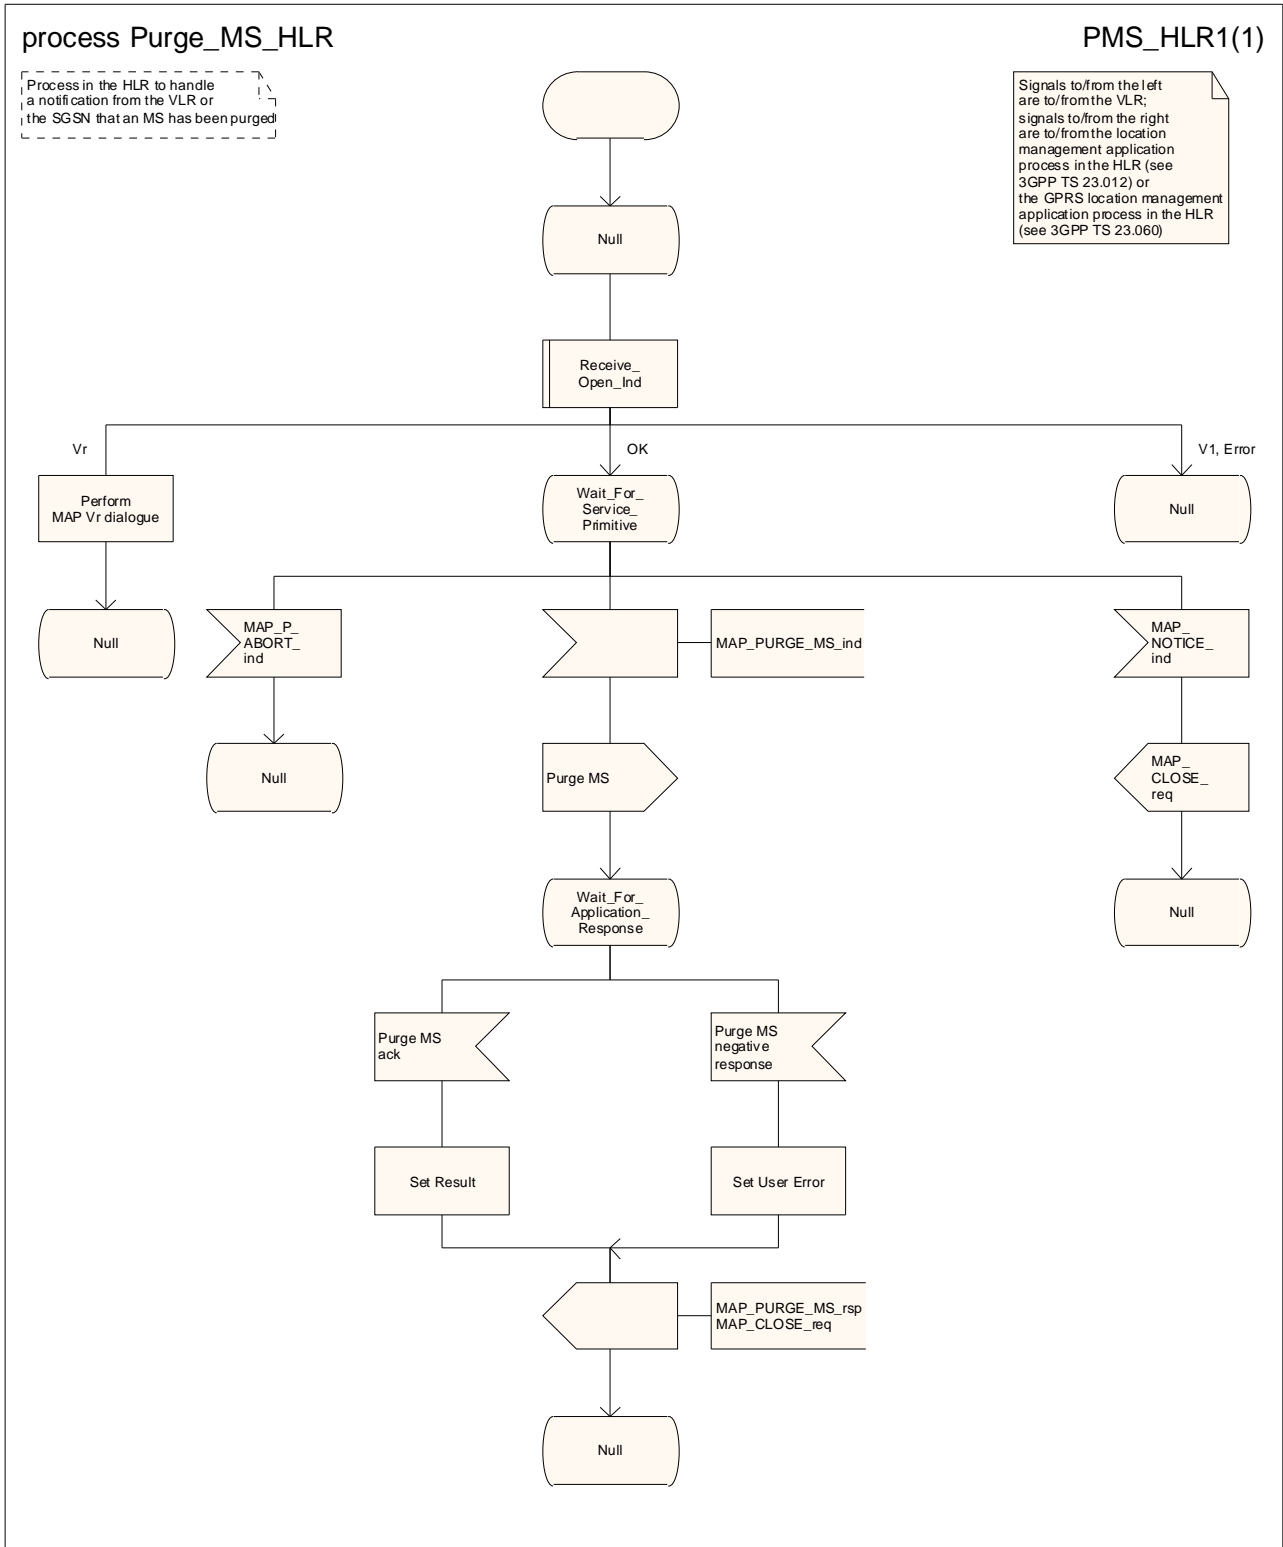 process Purge_MS_HLR
PMS_HLR1(1)
Process in the HLR to handle
a notification from the VLR or
the SGSN that an MS has been purged
Signals to/from the left
are to/from the VLR;
signals to/from the right
are to/from the location
management application
process in the HLR (see
3GPP TS 23.012) or
the GPRS location management
application process in the HLR
(see 3GPP TS 23.060)
Null
Receive_
Open_Ind
Vr
OK
V1, Error
Perform
MAP Vr dialogue
Wait_For_
Service_
Primitive
Null
Null
MAP_P_
ABORT_
ind
MAP_PURGE_MS_ind
MAP_
NOTICE_
ind
Null
Purge MS
MAP_
CLOSE_
req
Wait_For_
Application_
Response
Null
Purge MS
ack
Purge MS
negative
response
Set Result
Set User Error
MAP_PURGE_MS_rsp
MAP_CLOSE_req
Null